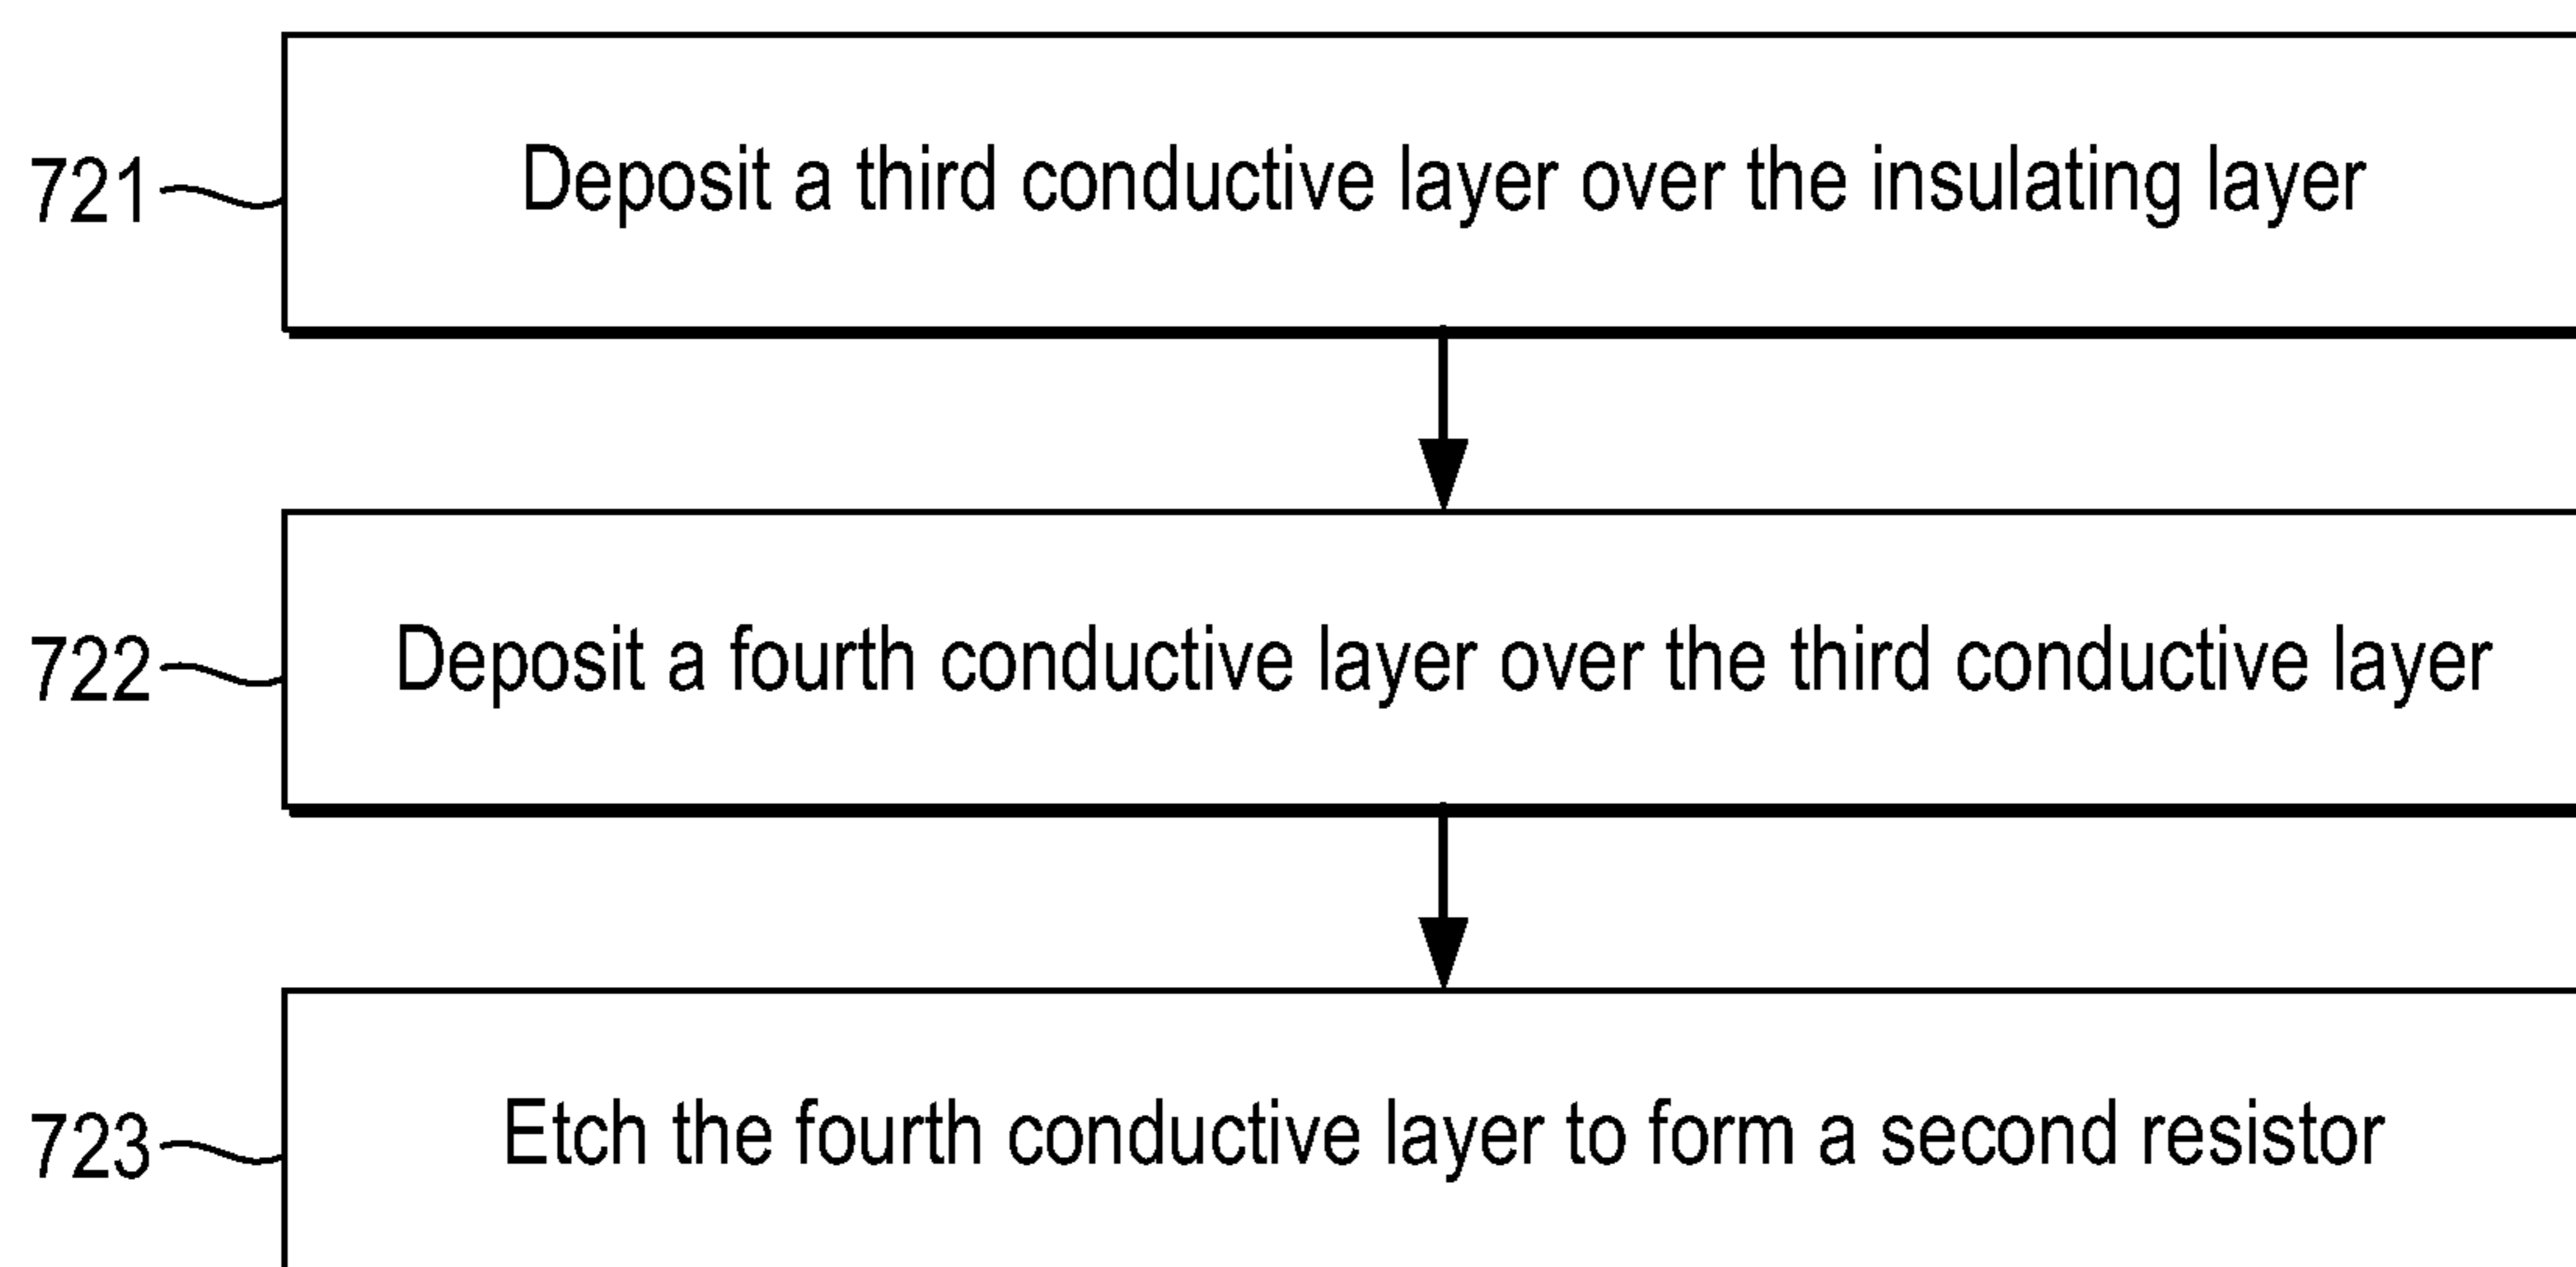 721 Deposit a third conductive layer over the insulating layer
722 Deposit a fourth conductive layer over the third conductive layer
723 Etch the fourth conductive layer to form a second resistor